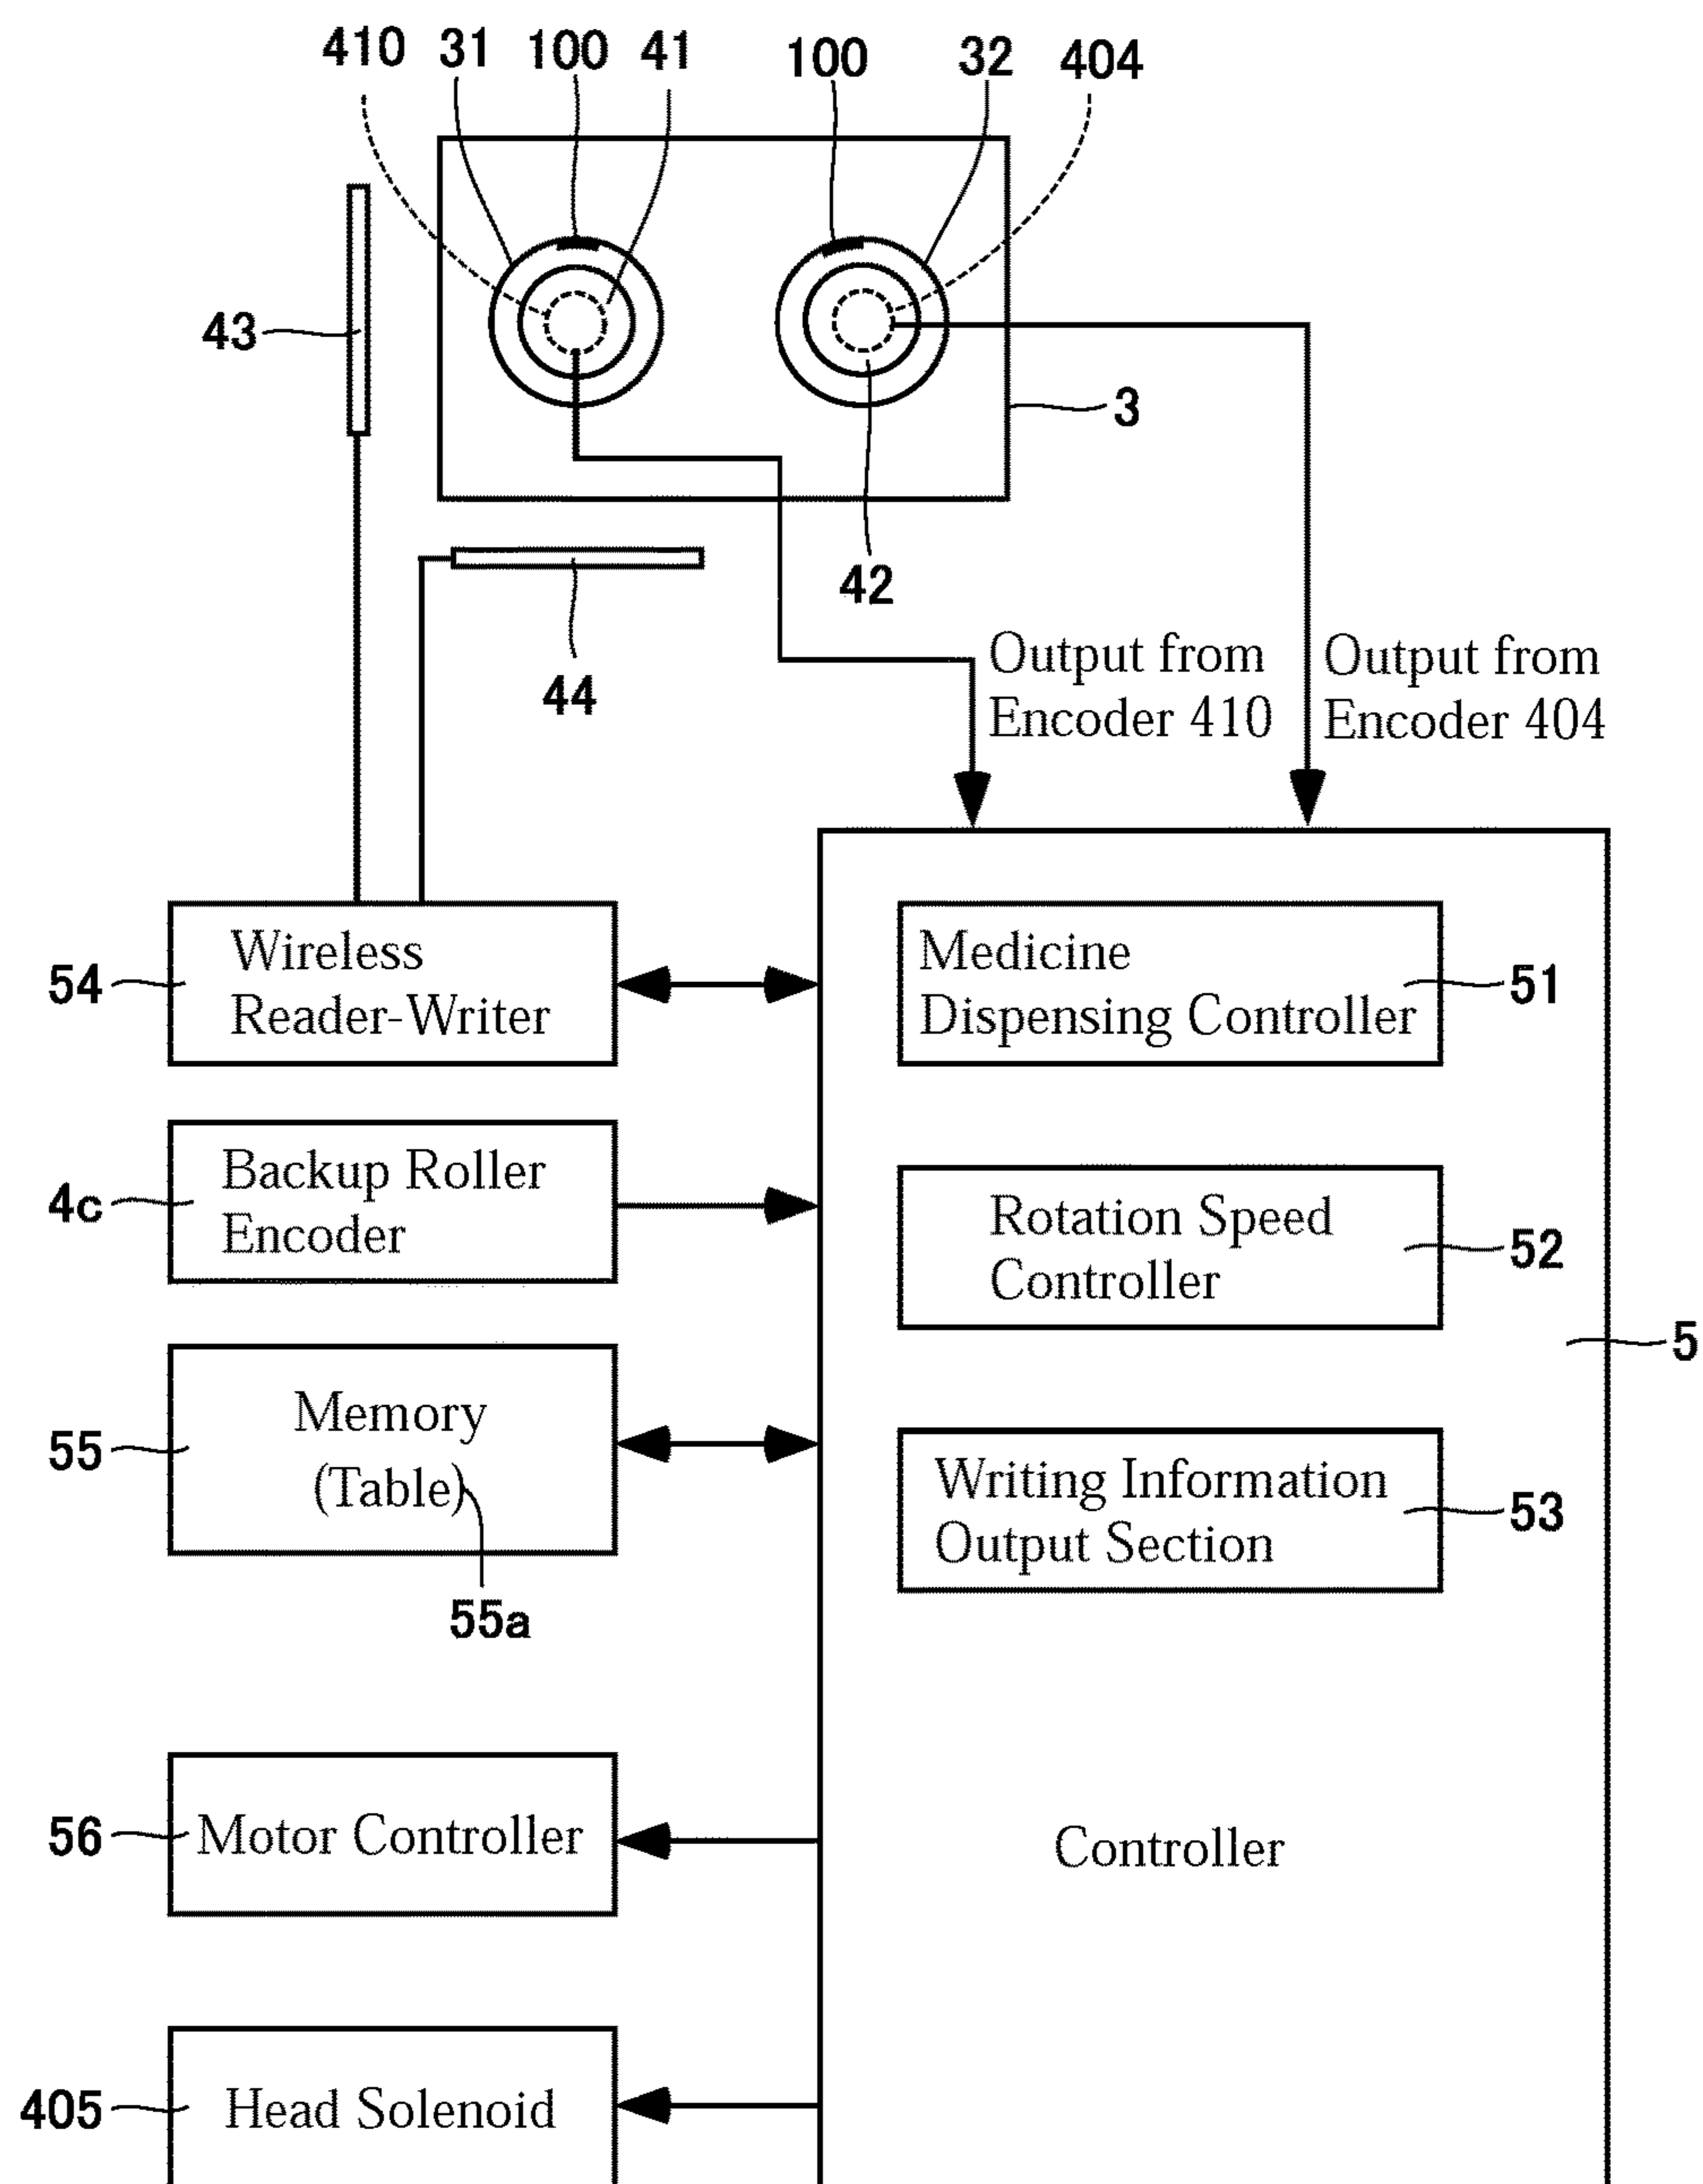 410 31 100 41 100 32 404
43
3
42
44
Output from
Encoder 410
Output from
Encoder 404
54
Wireless
Reader-Writer
Medicine
Dispensing Controller
51
4c
Backup Roller
Encoder
Rotation Speed
Controller
52
5
55
Memory
(Table)
55a
Writing Information
Output Section
53
56
Motor Controller
Controller
405
Head Solenoid